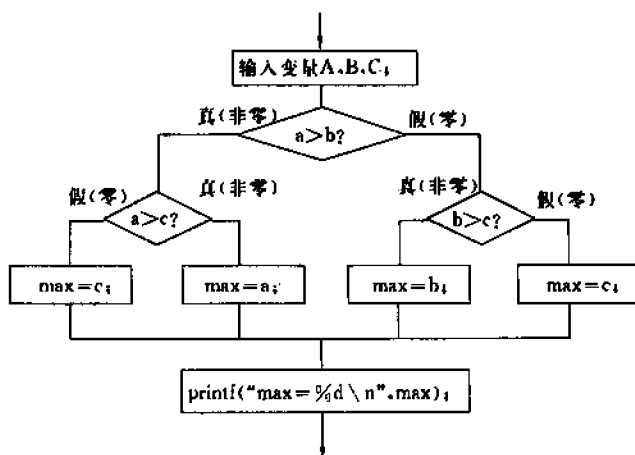 输入变量A,B,C;
真(非零)
假(零)
a>b?
假(零)
真(非零)
真(非零)
假(零)
a>c?
b>c?
max=c;
max=a;
max=b;
max=c;
printf("max=%d\n",max);